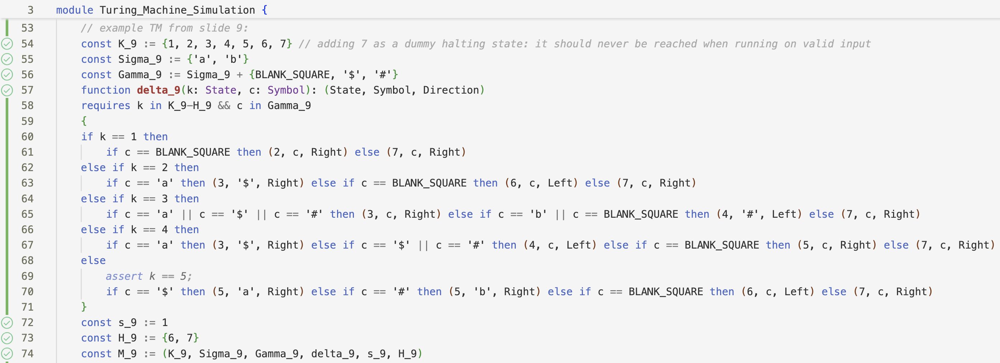 3 module Turing_Machine_Simulation {
53 // example TM from slide 9:
54 const K_9 := {1, 2, 3, 4, 5, 6, 7} // adding 7 as a dummy halting state: it should never be reached when running on valid input
55 const Sigma_9 := {'a', 'b'}
56 const Gamma_9 := Sigma_9 + {BLANK_SQUARE, '$', '#'}
57 function delta_9(k: State, c: Symbol): (State, Symbol, Direction)
58 requires k in K_9-H_9 && c in Gamma_9
59 {
60 if k == 1 then
61 if c == BLANK_SQUARE then (2, c, Right) else (7, c, Right)
62 else if k == 2 then
63 if c == 'a' then (3, '$', Right) else if c == BLANK_SQUARE then (6, c, Left) else (7, c, Right)
64 else if k == 3 then
65 if c == 'a' || c == '$' || c == '#' then (3, c, Right) else if c == 'b' || c == BLANK_SQUARE then (4, '#', Left) else (7, c, Right)
66 else if k == 4 then
67 if c == 'a' then (3, '$', Right) else if c == '$' || c == '#' then (4, c, Left) else if c == BLANK_SQUARE then (5, c, Right) else (7, c, Right)
68 else
69 assert k == 5;
70 if c == '$' then (5, 'a', Right) else if c == '#' then (5, 'b', Right) else if c == BLANK_SQUARE then (6, c, Left) else (7, c, Right)
71 }
72 const s_9 := 1
73 const H_9 := {6, 7}
74 const M_9 := (K_9, Sigma_9, Gamma_9, delta_9, s_9, H_9)